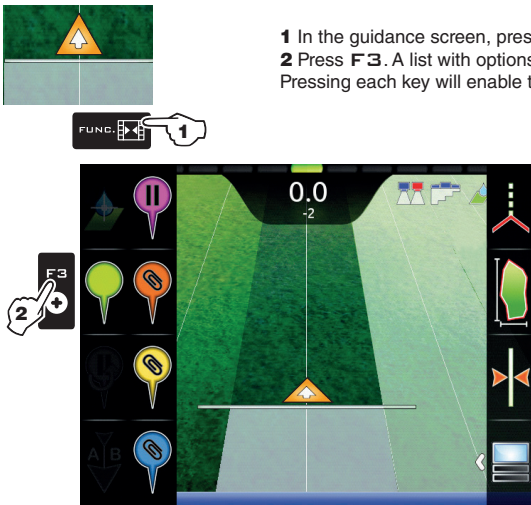 1 In the guidance screen, pres
2 Press F3. A list with options
Pressing each key will enable t
FUNC.
1
0.0
-2
F3
2
A B